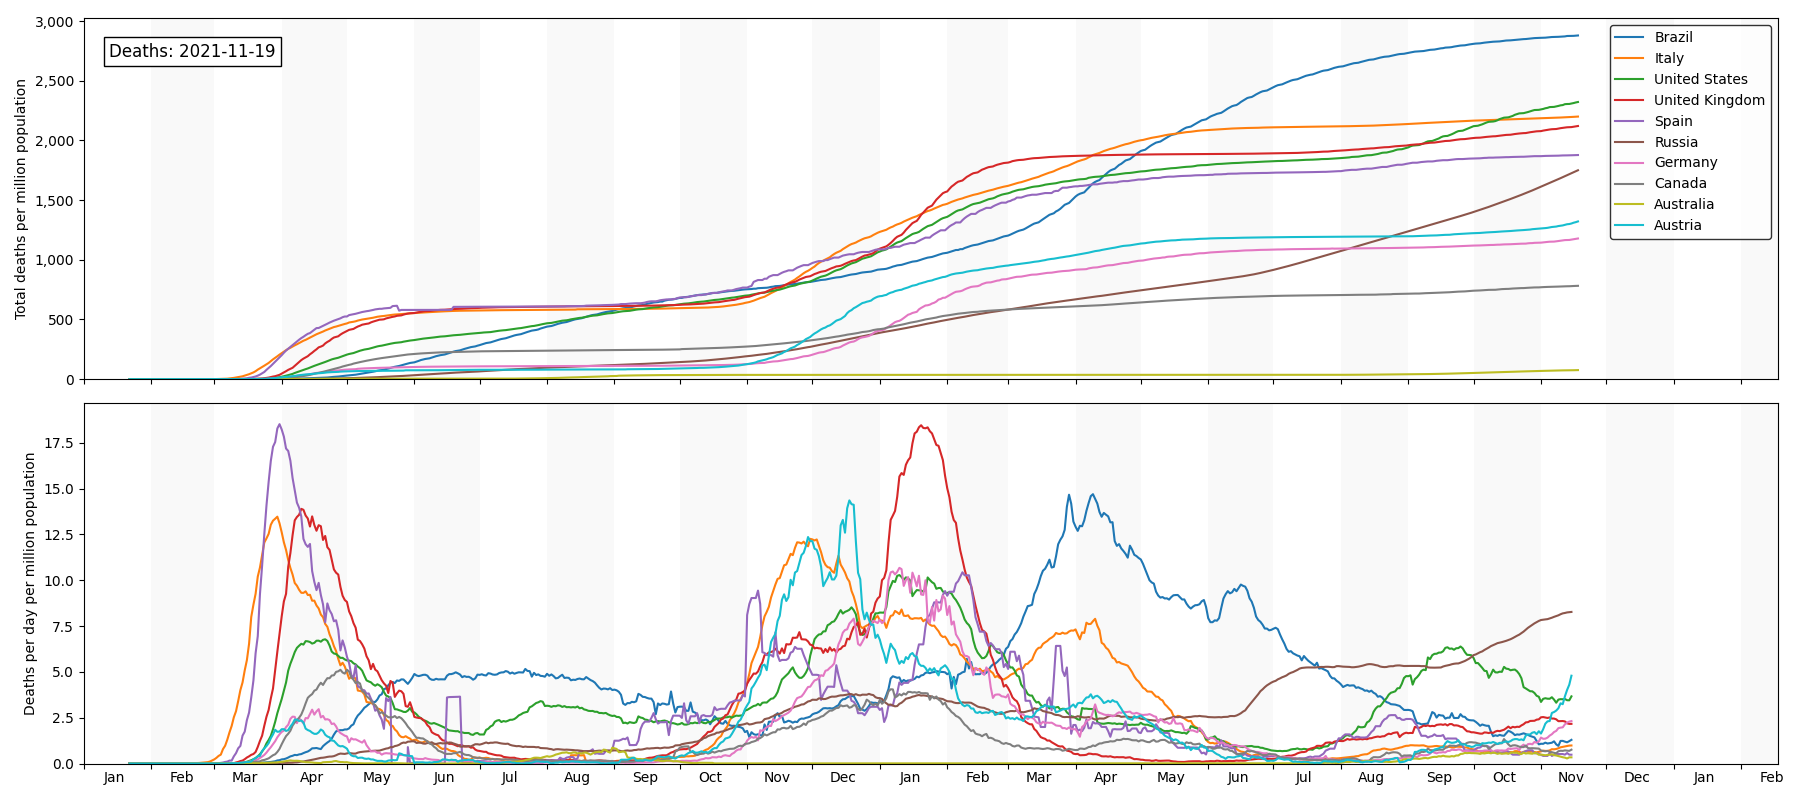 3,000
2,500
2,000
1,500
1,000
500
0
Total deaths per million population
Deaths: 2021-11-19
Brazil
Italy
United States
United Kingdom
Spain
Russia
Germany
Canada
Australia
Austria
17.5
15.0
12.5
10.0
7.5
5.0
2.5
0.0
Deaths per day per million population
Jan Feb Mar Apr May Jun Jul Aug Sep Oct Nov Dec Jan Feb Mar Apr May Jun Jul Aug Sep Oct Nov Dec Jan Feb